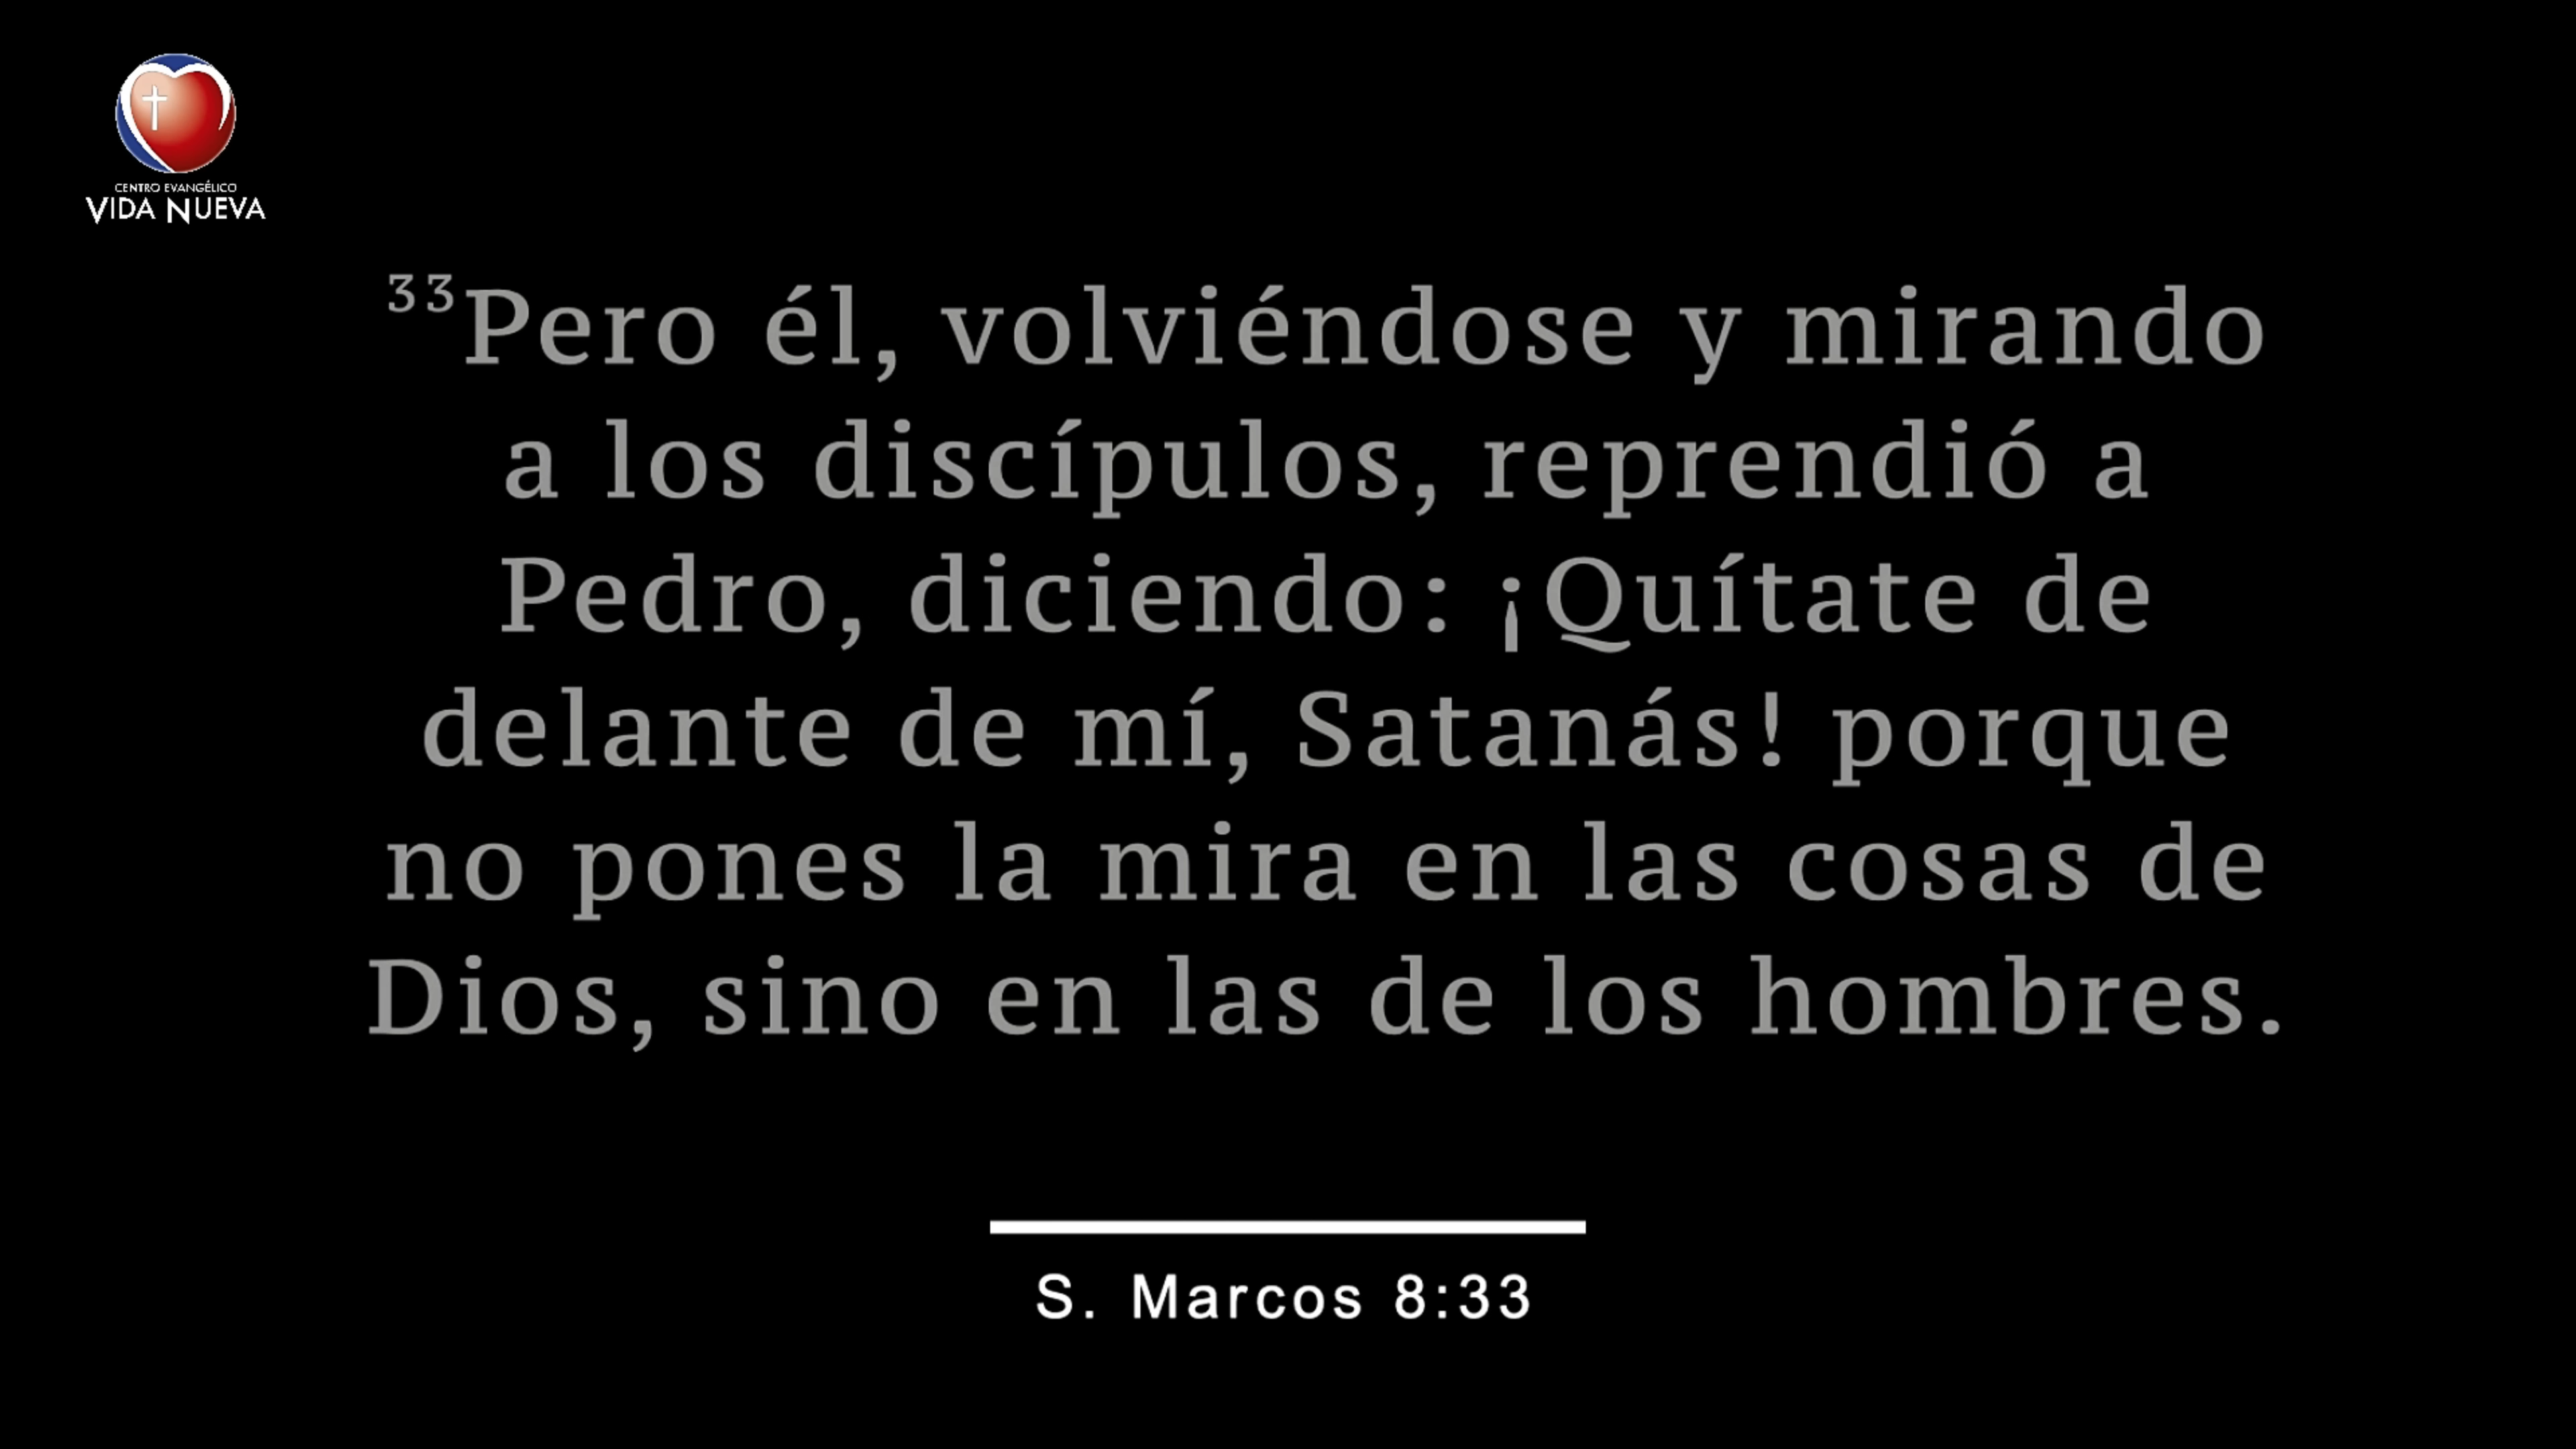 CENTRO EVANGÉLICO
VIDA NUEVA
33Pero él, volviéndose y mirando
a los discípulos, reprendió a
Pedro, diciendo: ¡Quítate de
delante de mí, Satanás! porque
no pones la mira en las cosas de
Dios, sino en las de los hombres.
S. Marcos 8:33